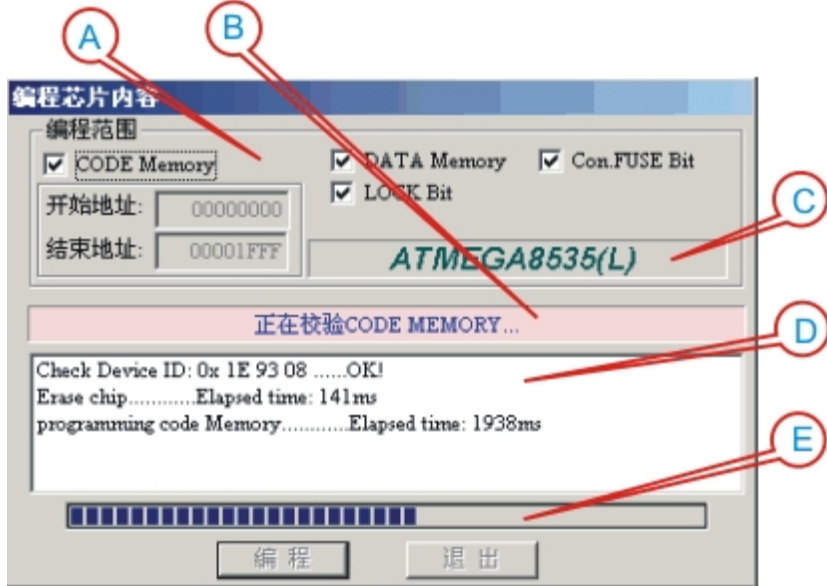 A
B
编程芯片内容
编程范围
CODE Memory
DATA Memory
Con.FUSE Bit
LOCK Bit
开始地址: 00000000
结束地址: 00001FFF
C
ATMEGA8535(L)
正在校验CODE MEMORY...
D
Check Device ID: 0x 1E 93 08 ......OK!
Erase chip............Elapsed time: 141ms
programming code Memory............Elapsed time: 1938ms
E
编 程
退 出